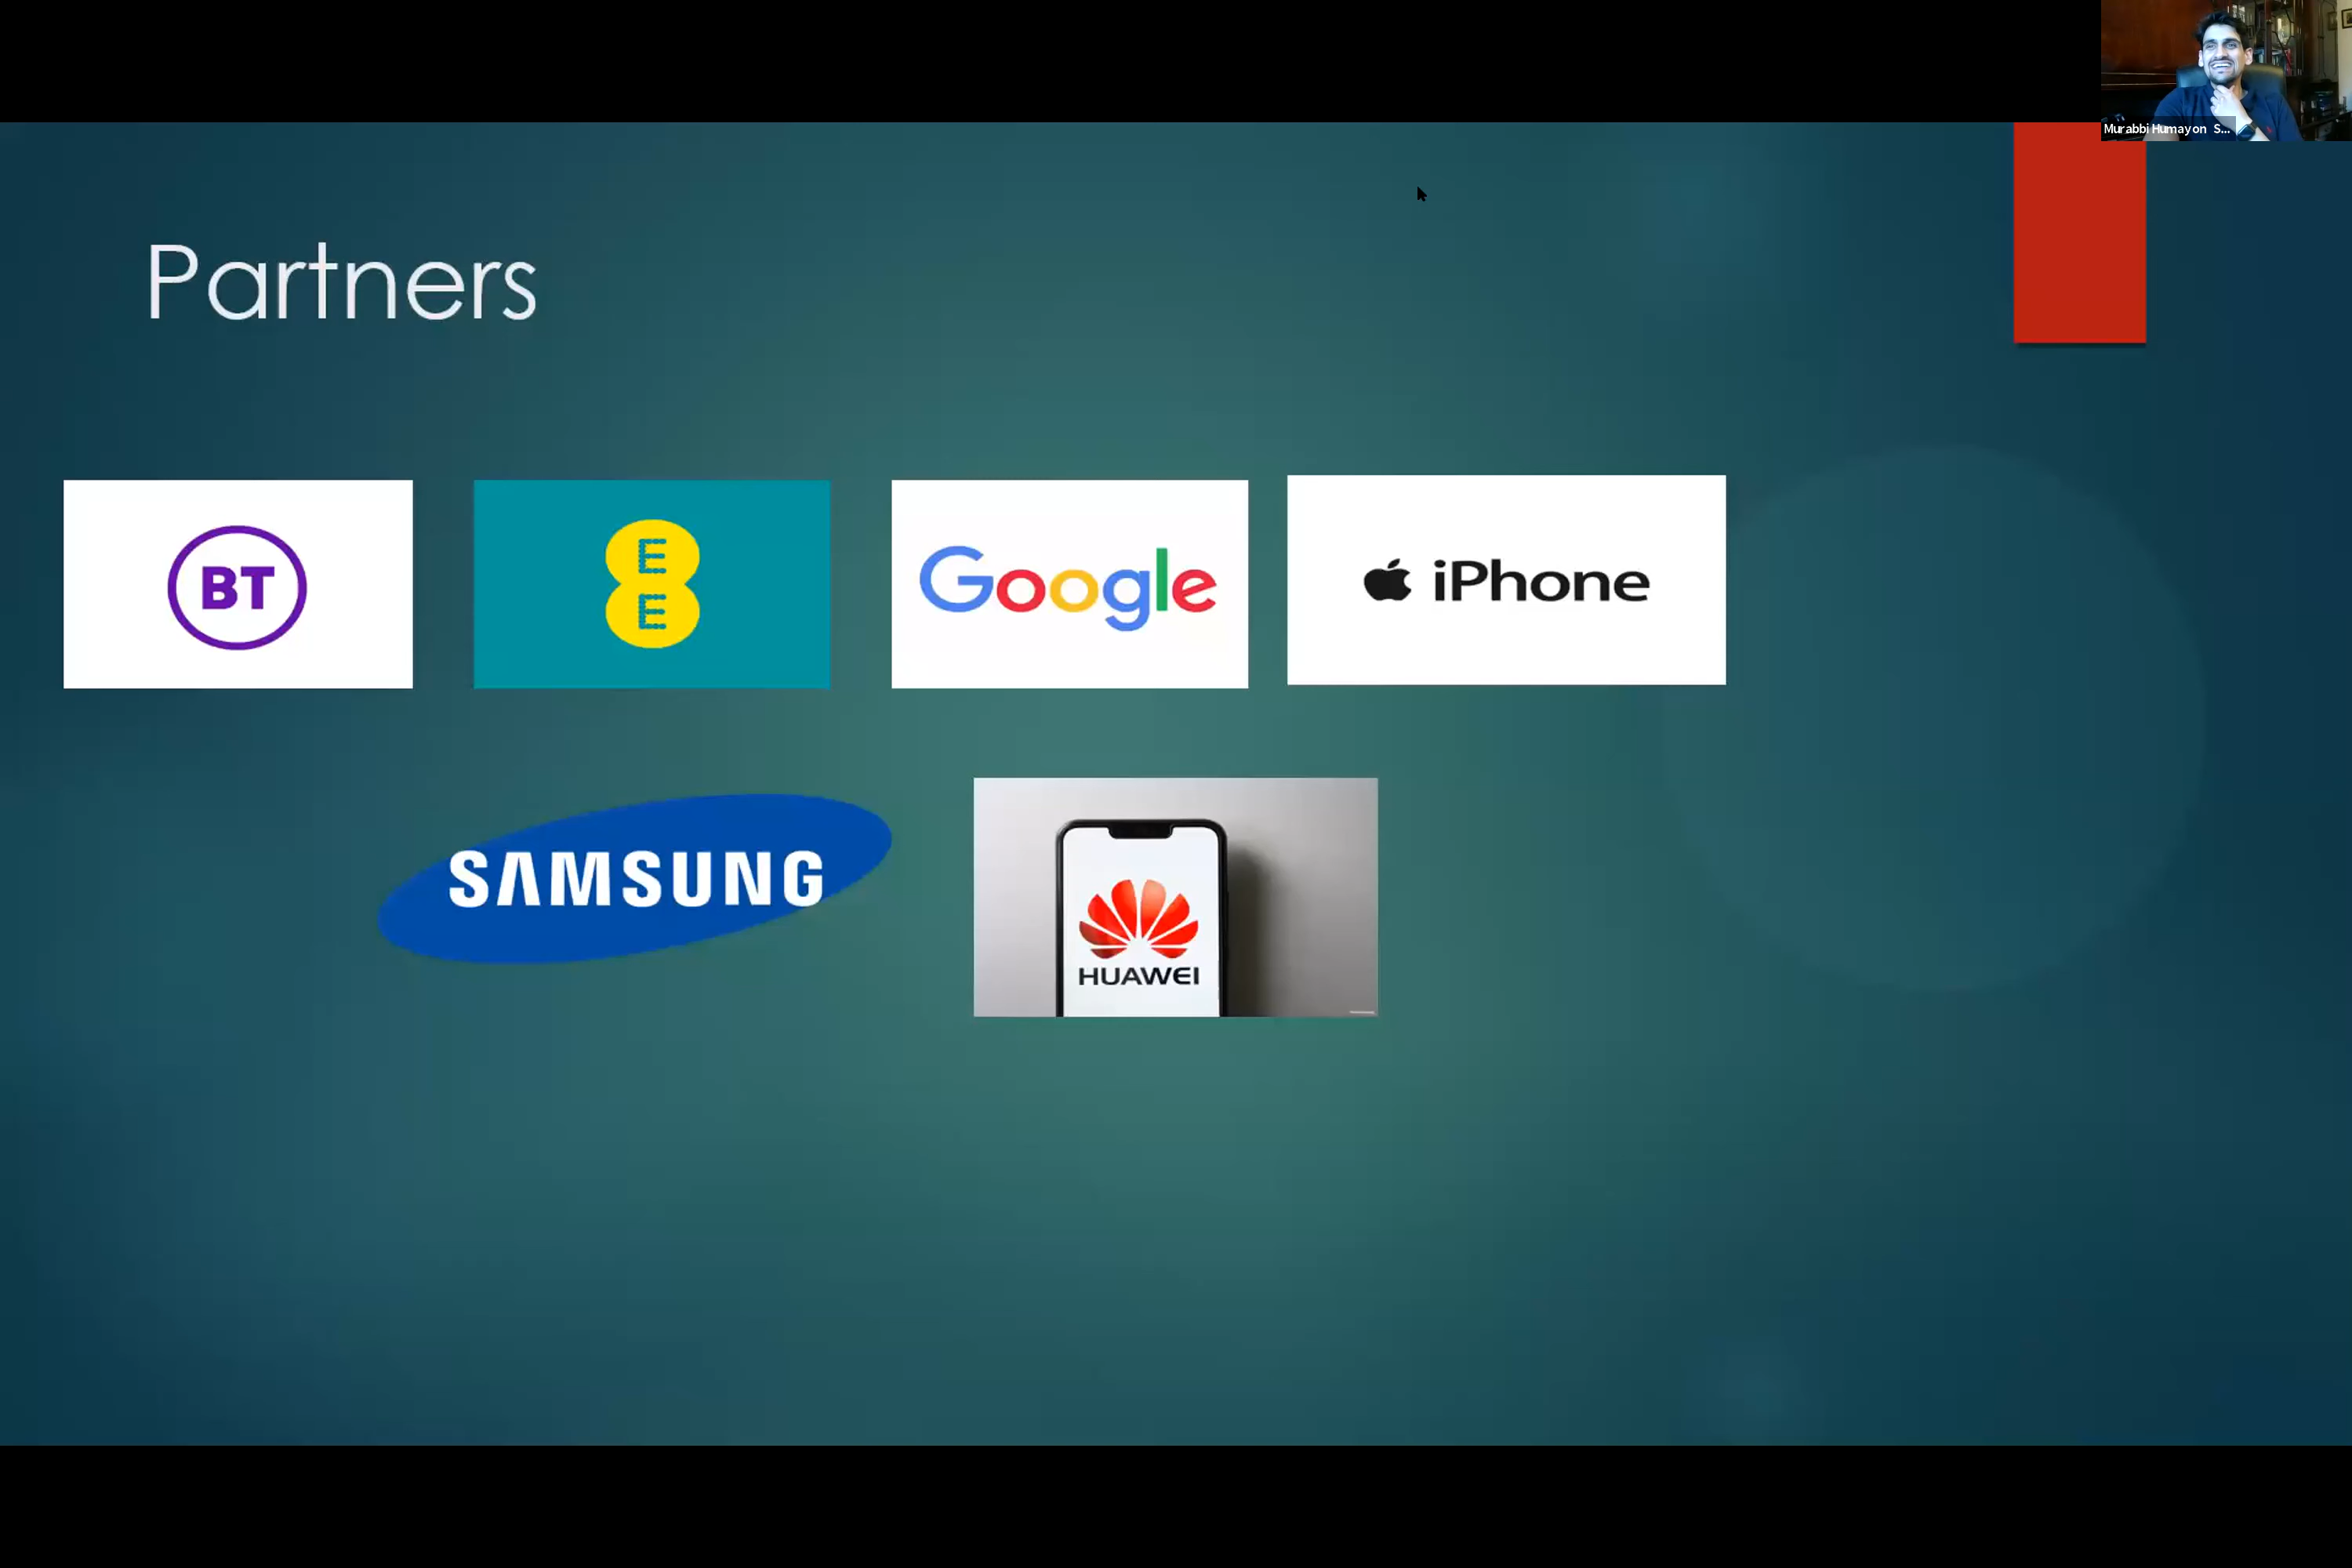 Murabbi Humayon S...
Partners
BT
E
E
Google
iPhone
SAMSUNG
HUAWEI